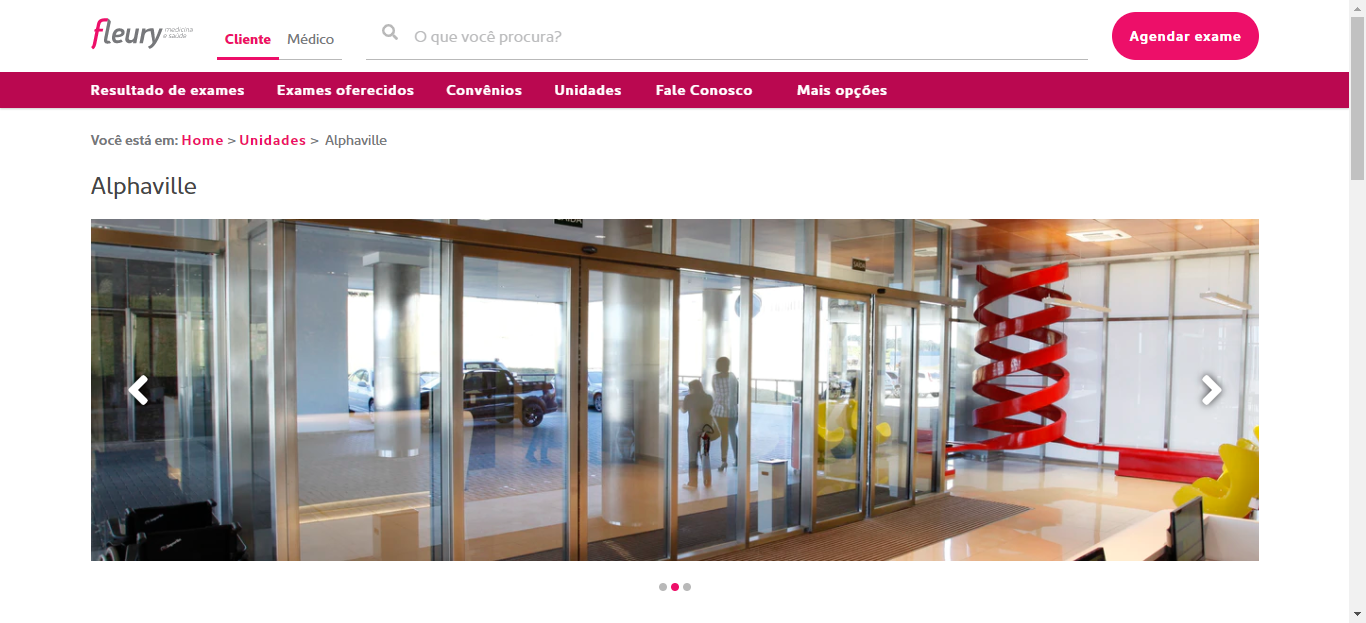 fleury medicina e saúde
Cliente
Médico
O que você procura?
Agendar exame
Resultado de exames
Exames oferecidos
Convênios
Unidades
Fale Conosco
Mais opções
Você está em: Home > Unidades > Alphaville
Alphaville